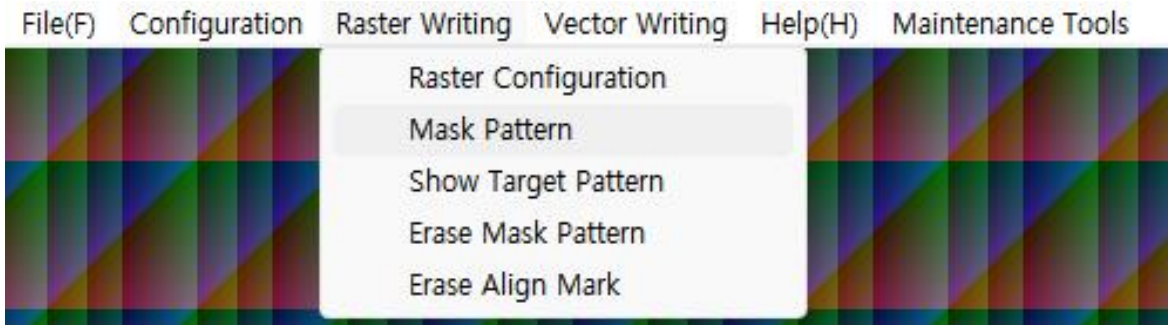 File(F) Configuration Raster Writing Vector Writing Help(H) Maintenance Tools
Raster Configuration
Mask Pattern
Show Target Pattern
Erase Mask Pattern
Erase Align Mark